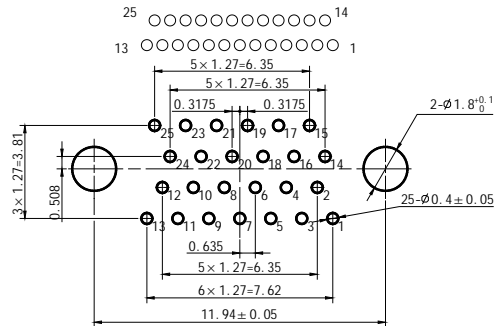 25 14
13 1
5×1.27=6.35
5×1.27=6.35
0.3175 0.3175
2-Ø1.8+0.1 0
25 23 21 19 17 15
24 22 20 18 16 14
3×1.27=3.81
0.508
12 10 8 6 4 2
25-Ø0.4±0.05
13 11 9 7 5 3 1
0.635
5×1.27=6.35
6×1.27=7.62
11.94±0.05